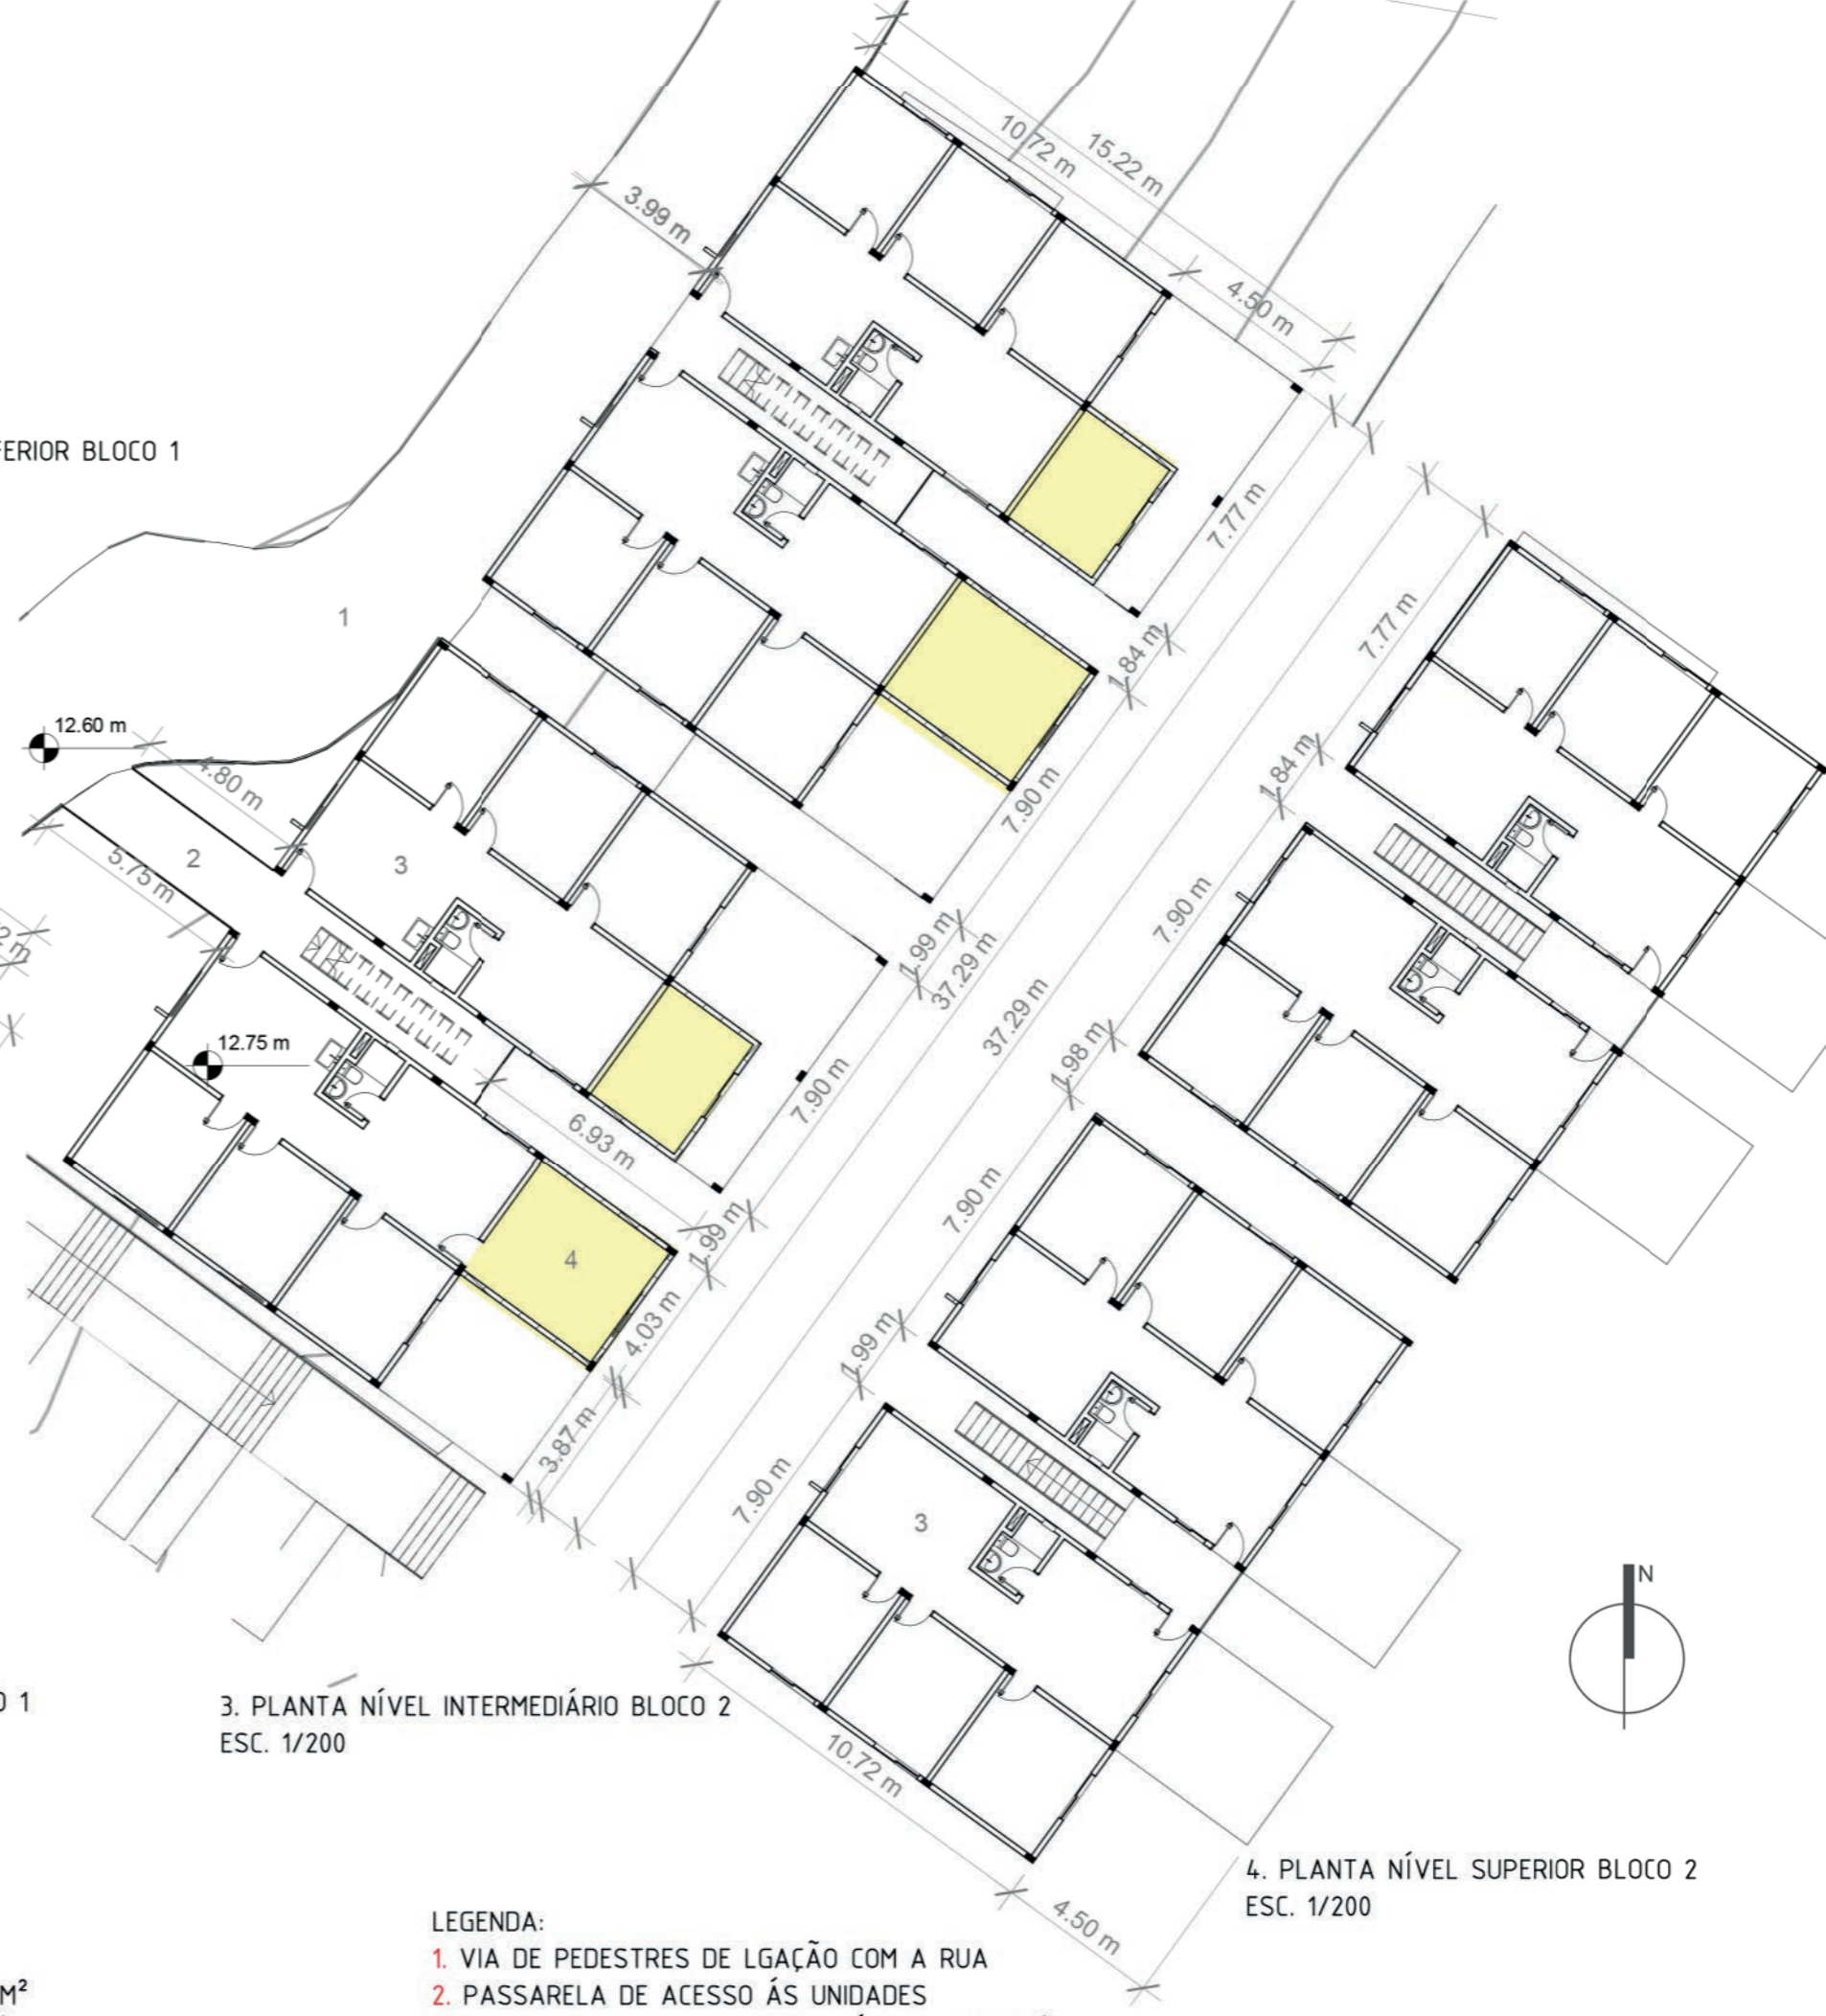 10.72 m
15.22 m
3.99 m
4.50 m
FERIOR BLOCO 1
7.77 m
1
1.84 m
7.77 m
12.60 m
4.80 m
7.90 m
1.84 m
2
5.75 m
3
7.90 m
1.99 m
37.29 m
37.29 m
2 m
12.75 m
1.98 m
7.90 m
6.93 m
7.90 m
1.99 m
4
4.03 m
1.99 m
3.87 m
7.90 m
3
N
O 1
3. PLANTA NÍVEL INTERMEDIÁRIO BLOCO 2
ESC. 1/200
10.72 m
4. PLANTA NÍVEL SUPERIOR BLOCO 2
ESC. 1/200
4.50 m
LEGENDA:
1. VIA DE PEDESTRES DE LGAÇÃO COM A RUA
M²
2. PASSARELA DE ACESSO ÁS UNIDADES